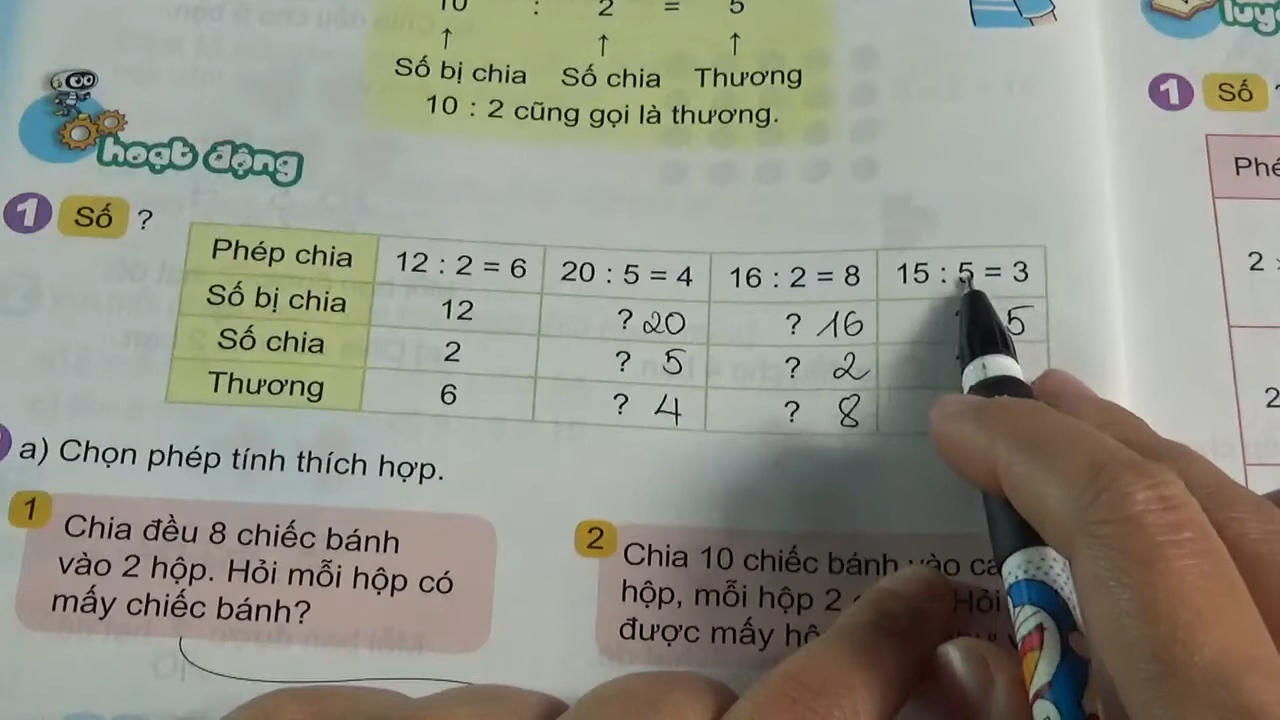 10 : 2 = 5
Số bị chia Số chia Thương
10 : 2 cũng gọi là thương.
hoạt động
1 Số ?
Phép chia 12 : 2 = 6 20 : 5 = 4 16 : 2 = 8 15 : 5 = 3
Số bị chia 12 ? 20 ? 16 5
Số chia 2 ? 5 ? 2
Thương 6 ? 4 ? 8
a) Chọn phép tính thích hợp.
1
Chia đều 8 chiếc bánh
vào 2 hộp. Hỏi mỗi hộp có
mấy chiếc bánh?
2
Chia 10 chiếc bánh vào
hộp, mỗi hộp 2 Hỏi
được mấy
luy
1 Số
2
2